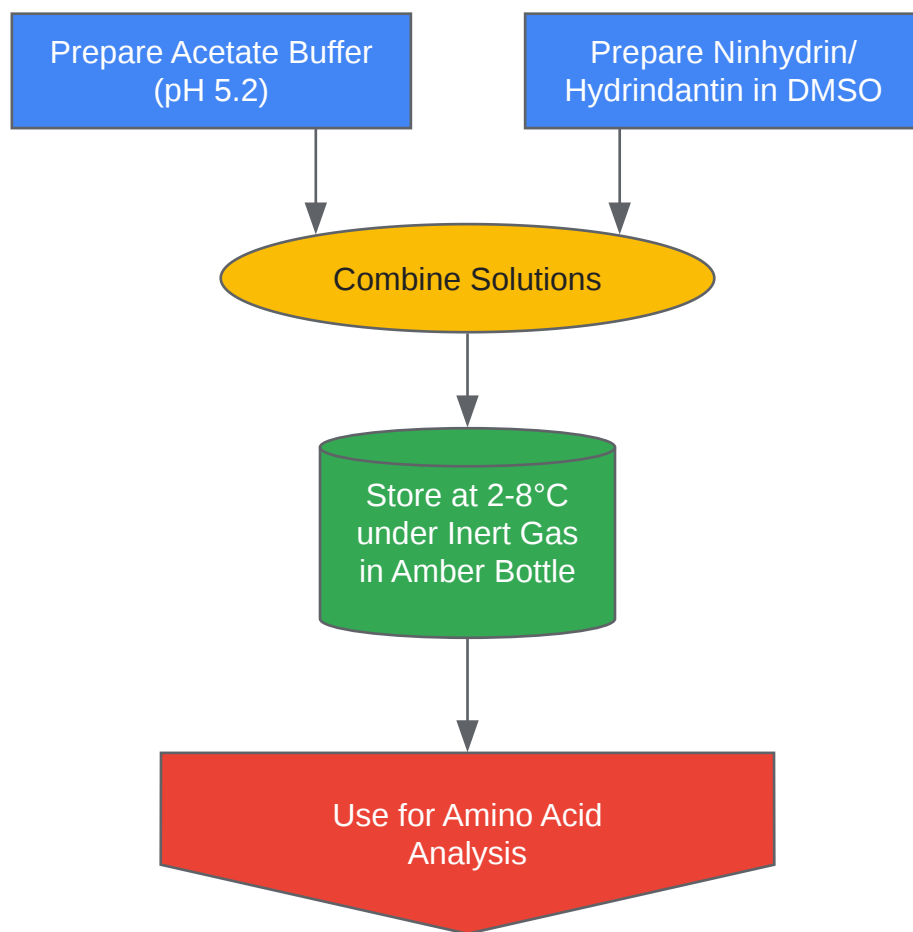 Prepare Acetate Buffer
(pH 5.2)
Prepare Ninhydrin/
Hydrindantin in DMSO
Combine Solutions
Store at 2-8°C
under Inert Gas
in Amber Bottle
Use for Amino Acid
Analysis